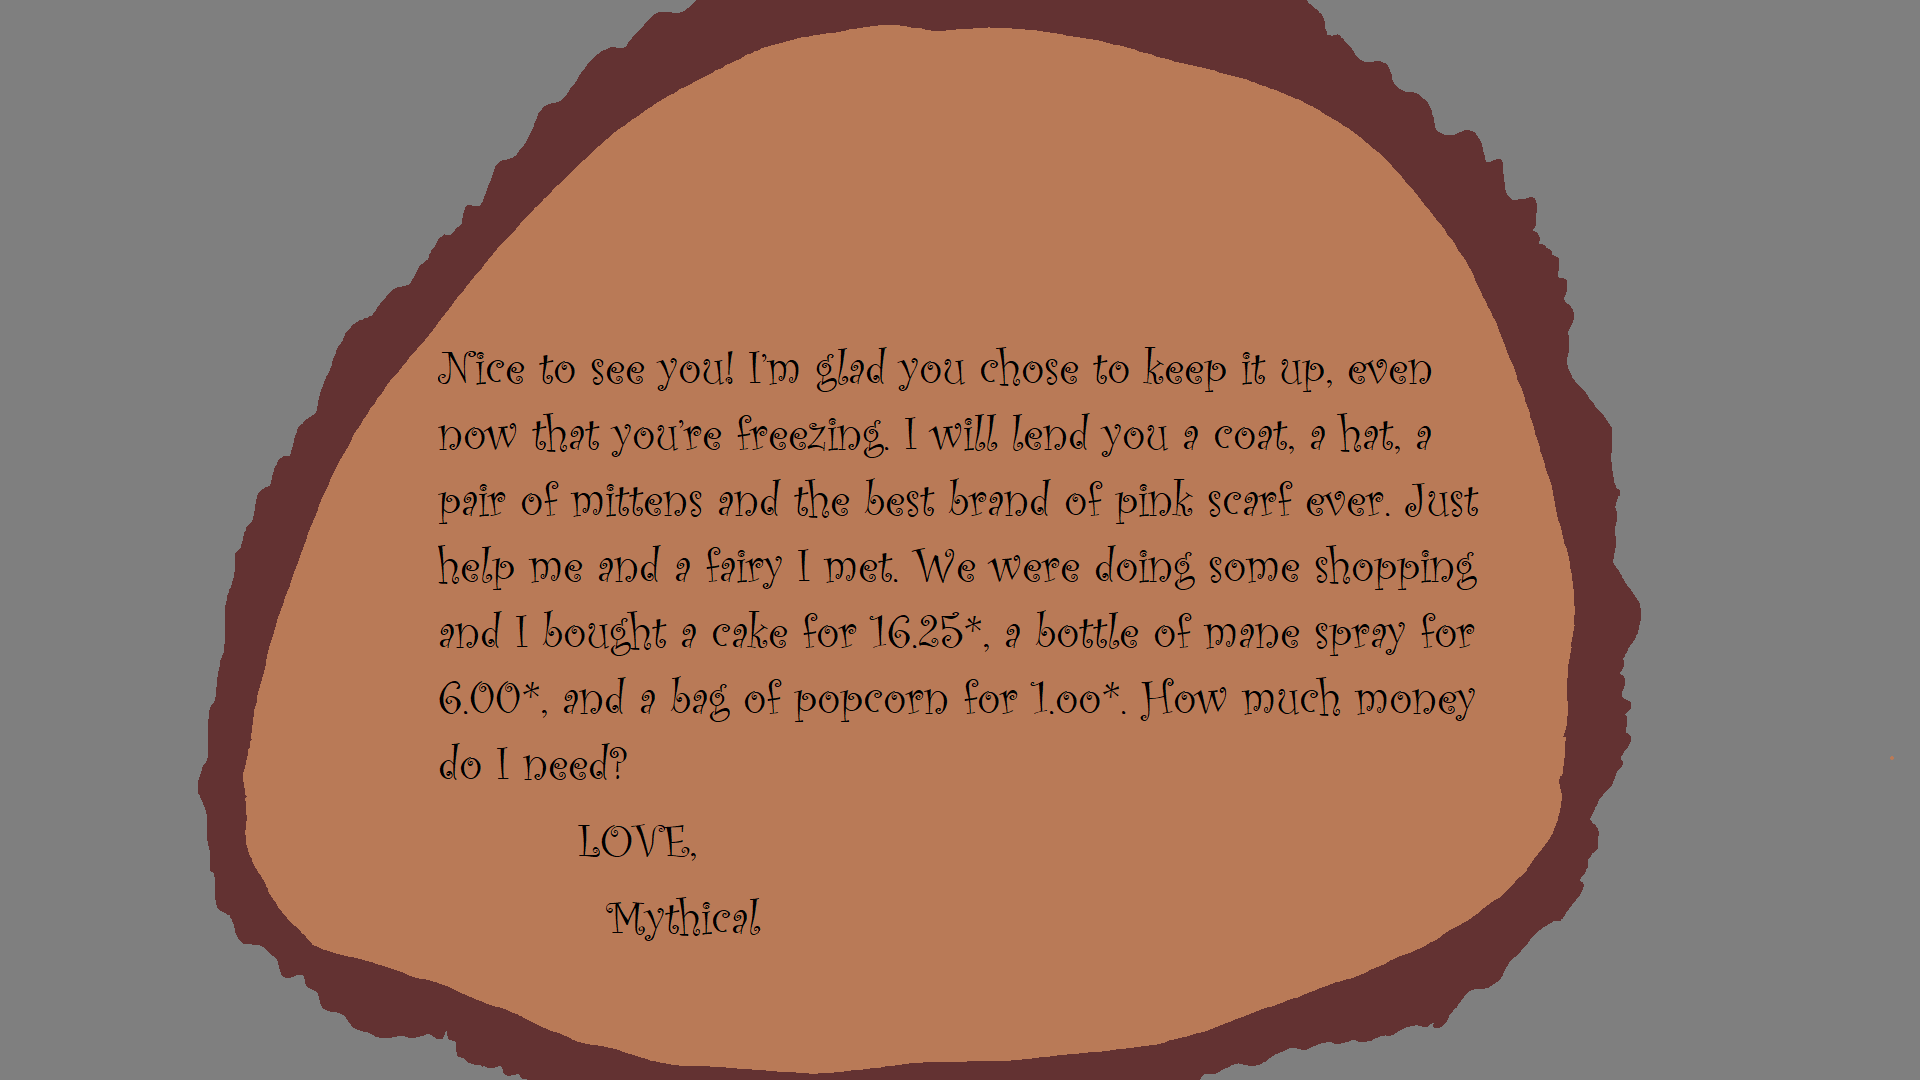 Nice to see you! I'm glad you chose to keep it up, even
now that you're freezing. I will lend you a coat, a hat, a
pair of mittens and the best brand of pink scarf ever. Just
help me and a fairy I met. We were doing some shopping
and I bought a cake for 16.25*, a bottle of mane spray for
6.00*, and a bag of popcorn for 1.oo*. How much money
do I need?
LOVE,
Mythical